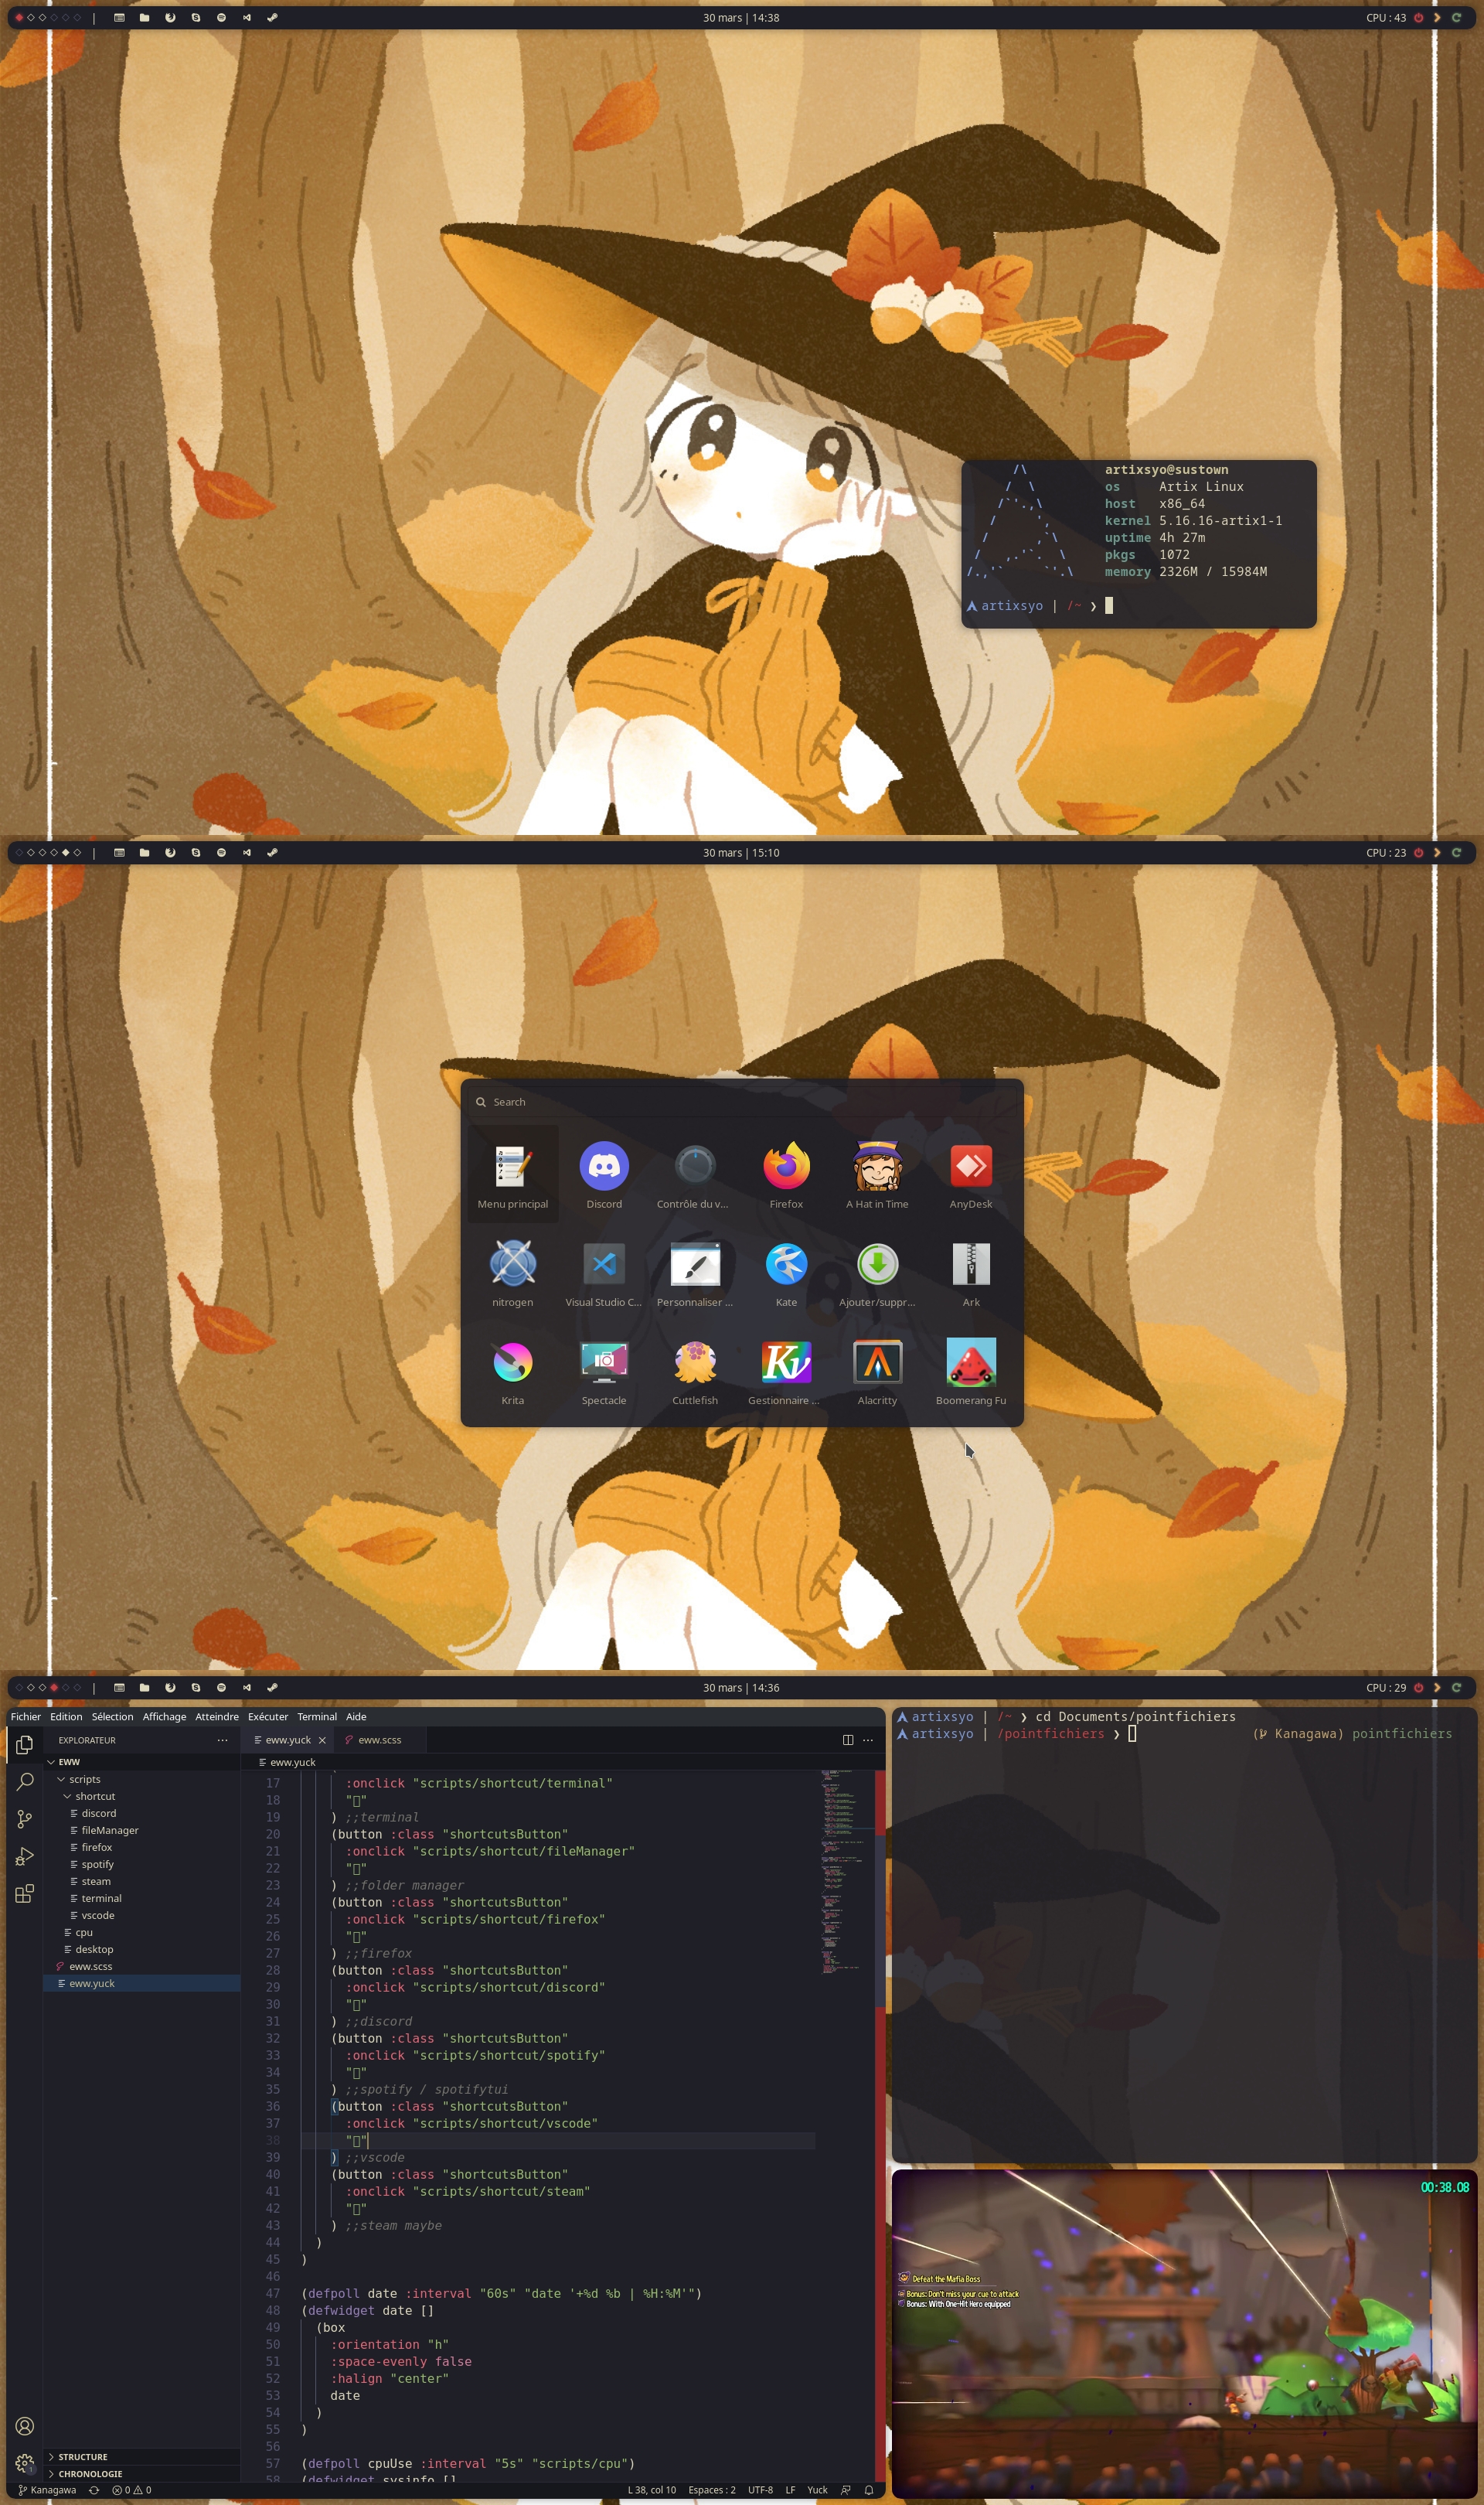 30 mars | 14:38
CPU : 43
artixsyo@sustown
os Artix Linux
host x86_64
kernel 5.16.16-artix1-1
uptime 4h 27m
pkgs 1072
memory 2326M / 15984M
artixsyo | /~ ❯
30 mars | 15:10
CPU : 23
Search
Menu principal
Discord
Contrôle du v...
Firefox
A Hat in Time
AnyDesk
nitrogen
Visual Studio C...
Personnaliser ...
Kate
Ajouter/suppr...
Ark
Krita
Spectacle
Cuttlefish
Kv
Gestionnaire ...
Alacritty
Boomerang Fu
30 mars | 14:36
CPU : 29
Fichier Edition Sélection Affichage Atteindre Exécuter Terminal Aide
EXPLORATEUR
EWW
scripts
shortcut
discord
fileManager
firefox
spotify
steam
terminal
vscode
cpu
desktop
eww.scss
eww.yuck
STRUCTURE
CHRONOLOGIE
eww.yuck
eww.scss
eww.yuck
17 :onclick "scripts/shortcut/terminal"
18 "▯"
19 ) ;;terminal
20 (button :class "shortcutsButton"
21 :onclick "scripts/shortcut/fileManager"
22 "▯"
23 ) ;;folder manager
24 (button :class "shortcutsButton"
25 :onclick "scripts/shortcut/firefox"
26 "▯"
27 ) ;;firefox
28 (button :class "shortcutsButton"
29 :onclick "scripts/shortcut/discord"
30 "▯"
31 ) ;;discord
32 (button :class "shortcutsButton"
33 :onclick "scripts/shortcut/spotify"
34 "▯"
35 ) ;;spotify / spotifytui
36 (button :class "shortcutsButton"
37 :onclick "scripts/shortcut/vscode"
38 "▯"
39 ) ;;vscode
40 (button :class "shortcutsButton"
41 :onclick "scripts/shortcut/steam"
42 "▯"
43 ) ;;steam maybe
44 )
45 )
46
47 (defpoll date :interval "60s" "date '+%d %b | %H:%M'")
48 (defwidget date []
49 (box
50 :orientation "h"
51 :space-evenly false
52 :halign "center"
53 date
54 )
55 )
56
57 (defpoll cpuUse :interval "5s" "scripts/cpu")
58 (defwidget sysinfo []
Kanagawa 0 0 L 38, col 10 Espaces : 2 UTF-8 LF Yuck
1
artixsyo | /~ ❯ cd Documents/pointfichiers
artixsyo | /pointfichiers ❯ ( Kanagawa) pointfichiers
00:38.08
Defeat the Mafia Boss
Bonus: Don't miss your cue to attack
Bonus: With One-Hit Hero equipped